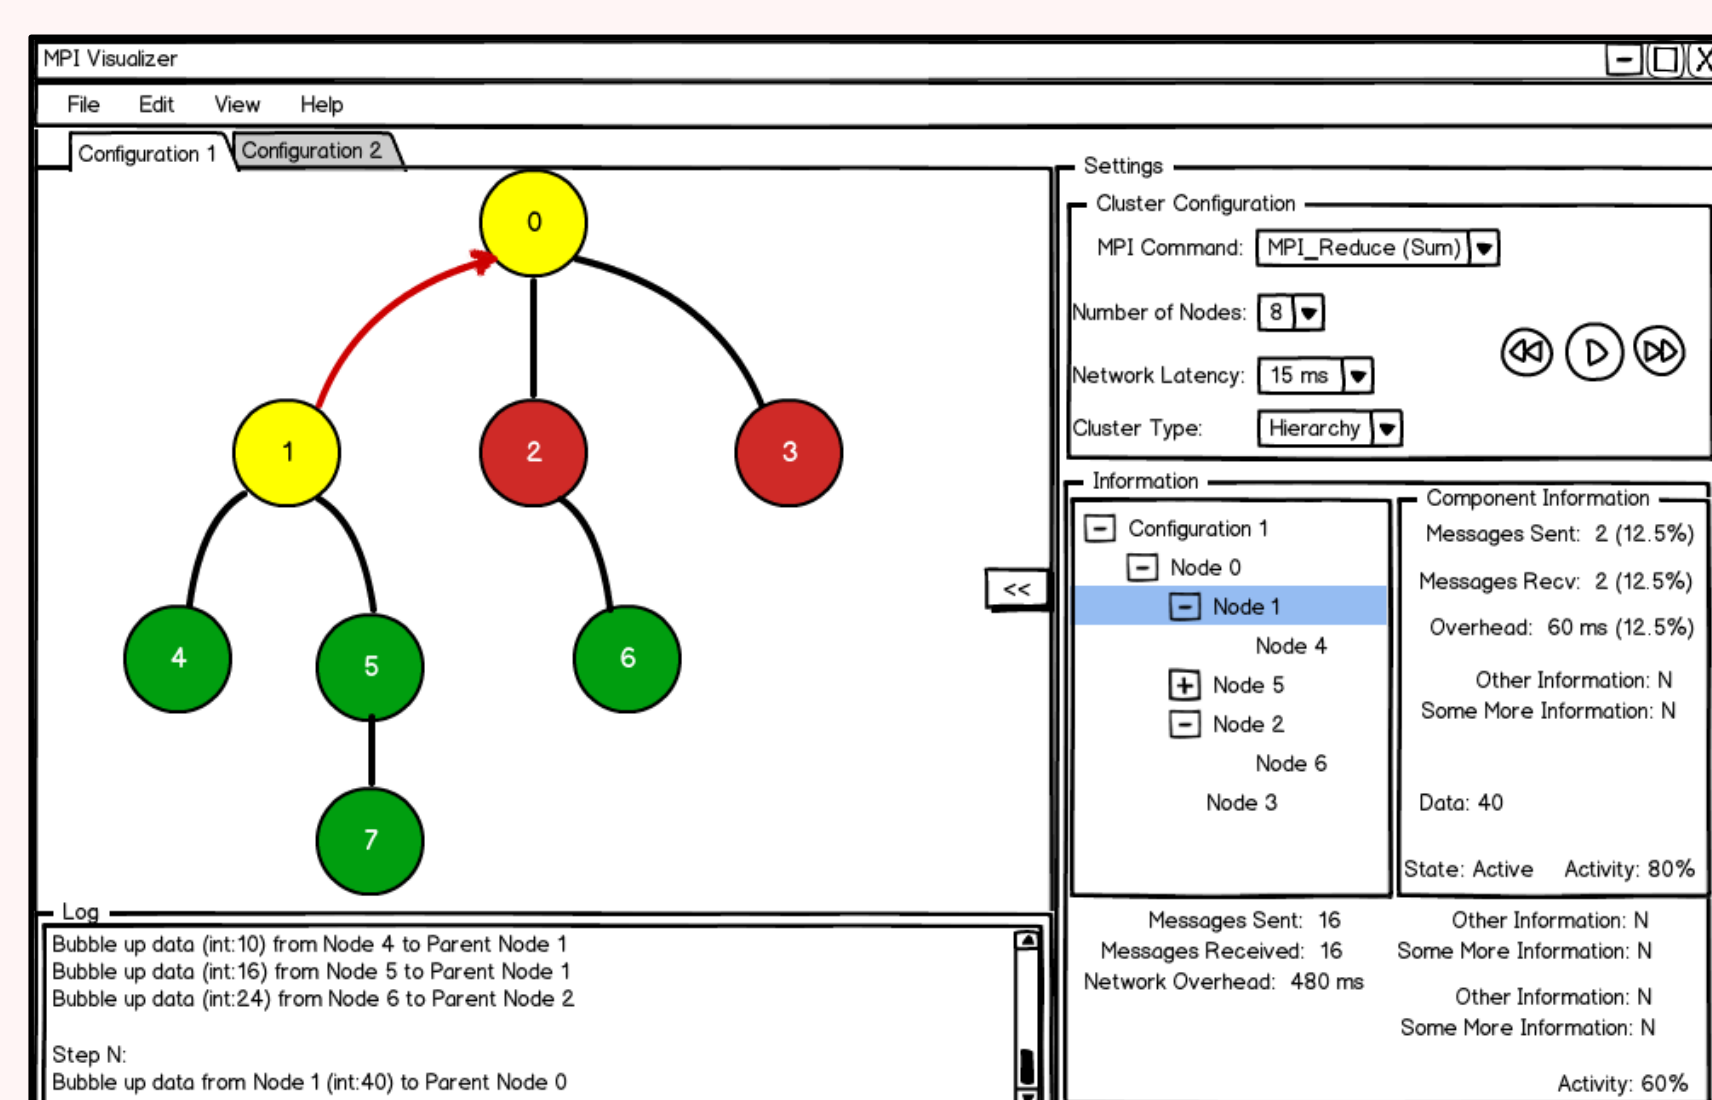 MPI Visualizer
File Edit View Help
Configuration 1 Configuration 2
0
1 2 3
4 5 6
7
<<
Log
Bubble up data (int:10) from Node 4 to Parent Node 1
Bubble up data (int:16) from Node 5 to Parent Node 1
Bubble up data (int:24) from Node 6 to Parent Node 2
Step N:
Bubble up data from Node 1 (int:40) to Parent Node 0
Settings
Cluster Configuration
MPI Command: MPI_Reduce (Sum)
Number of Nodes: 8
Network Latency: 15 ms
Cluster Type: Hierarchy
Information
Configuration 1
Node 0
Node 1
Node 4
Node 5
Node 2
Node 6
Node 3
Component Information
Messages Sent: 2 (12.5%)
Messages Recv: 2 (12.5%)
Overhead: 60 ms (12.5%)
Other Information: N
Some More Information: N
Data: 40
State: Active Activity: 80%
Messages Sent: 16
Messages Received: 16
Network Overhead: 480 ms
Other Information: N
Some More Information: N
Other Information: N
Some More Information: N
Activity: 60%